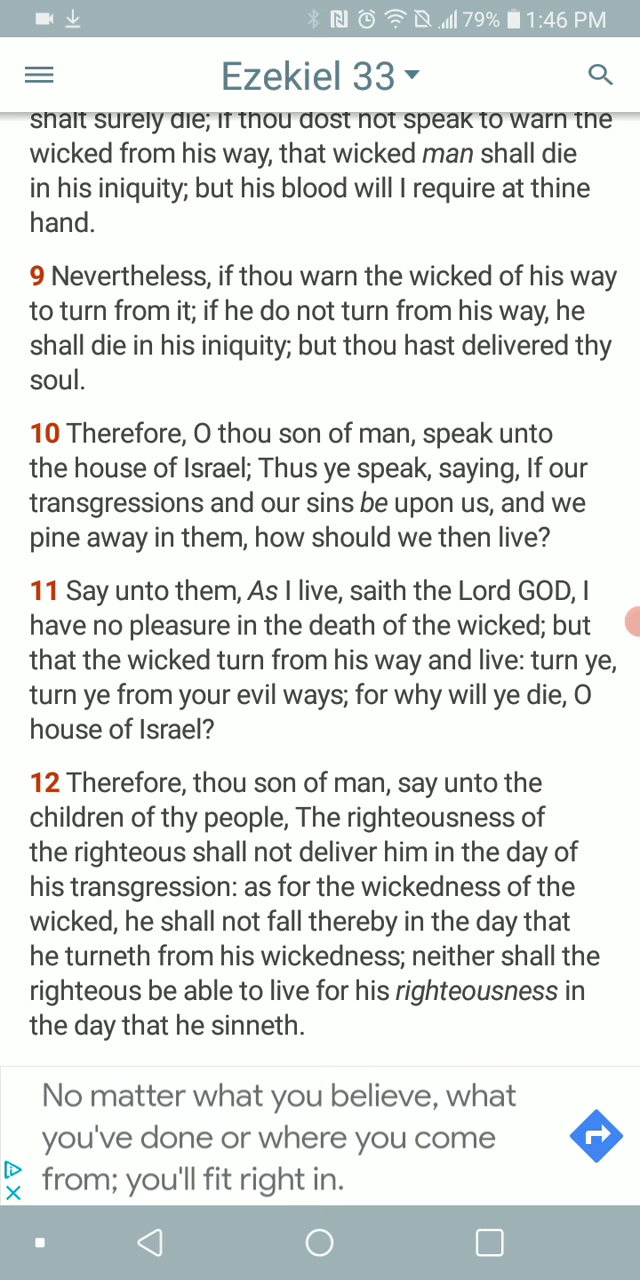 79% 1:46 PM
Ezekiel 33
shalt surely die; if thou dost not speak to warn the
wicked from his way, that wicked man shall die
in his iniquity; but his blood will I require at thine
hand.
9 Nevertheless, if thou warn the wicked of his way
to turn from it; if he do not turn from his way, he
shall die in his iniquity; but thou hast delivered thy
soul.
10 Therefore, O thou son of man, speak unto
the house of Israel; Thus ye speak, saying, If our
transgressions and our sins be upon us, and we
pine away in them, how should we then live?
11 Say unto them, As I live, saith the Lord GOD, I
have no pleasure in the death of the wicked; but
that the wicked turn from his way and live: turn ye,
turn ye from your evil ways; for why will ye die, O
house of Israel?
12 Therefore, thou son of man, say unto the
children of thy people, The righteousness of
the righteous shall not deliver him in the day of
his transgression: as for the wickedness of the
wicked, he shall not fall thereby in the day that
he turneth from his wickedness; neither shall the
righteous be able to live for his righteousness in
the day that he sinneth.
No matter what you believe, what
you've done or where you come
from; you'll fit right in.